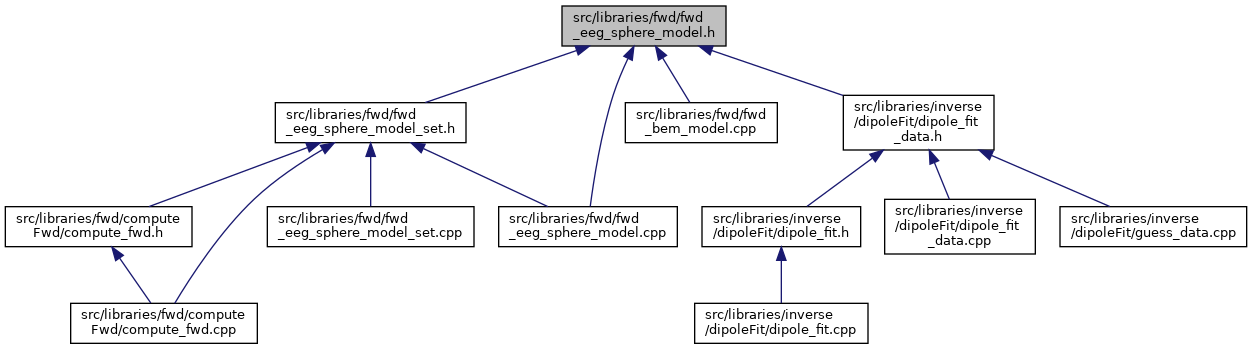 src/libraries/fwd/fwd
_eeg_sphere_model.h
src/libraries/fwd/fwd
_eeg_sphere_model_set.h
src/libraries/fwd/fwd
_bem_model.cpp
src/libraries/inverse
/dipoleFit/dipole_fit
_data.h
src/libraries/fwd/compute
Fwd/compute_fwd.h
src/libraries/fwd/fwd
_eeg_sphere_model_set.cpp
src/libraries/fwd/fwd
_eeg_sphere_model.cpp
src/libraries/inverse
/dipoleFit/dipole_fit.h
src/libraries/inverse
/dipoleFit/dipole_fit
_data.cpp
src/libraries/inverse
/dipoleFit/guess_data.cpp
src/libraries/fwd/compute
Fwd/compute_fwd.cpp
src/libraries/inverse
/dipoleFit/dipole_fit.cpp